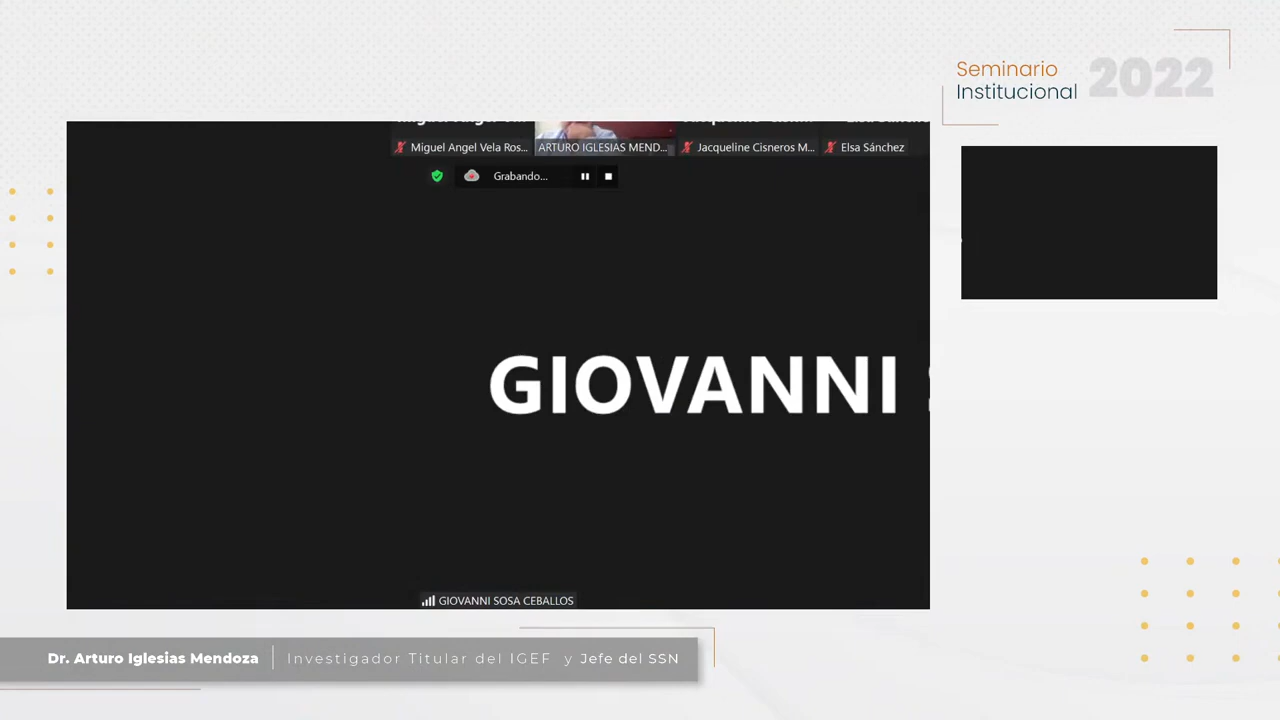 Seminario
Institucional
2022
Miguel Angel Vela Ros...
ARTURO IGLESIAS MEND...
Jacqueline Cisneros M...
Elsa Sánchez
Grabando...
GIOVANNI
GIOVANNI SOSA CEBALLOS
Dr. Arturo Iglesias Mendoza
Investigador Titular del IGEF y Jefe del SSN